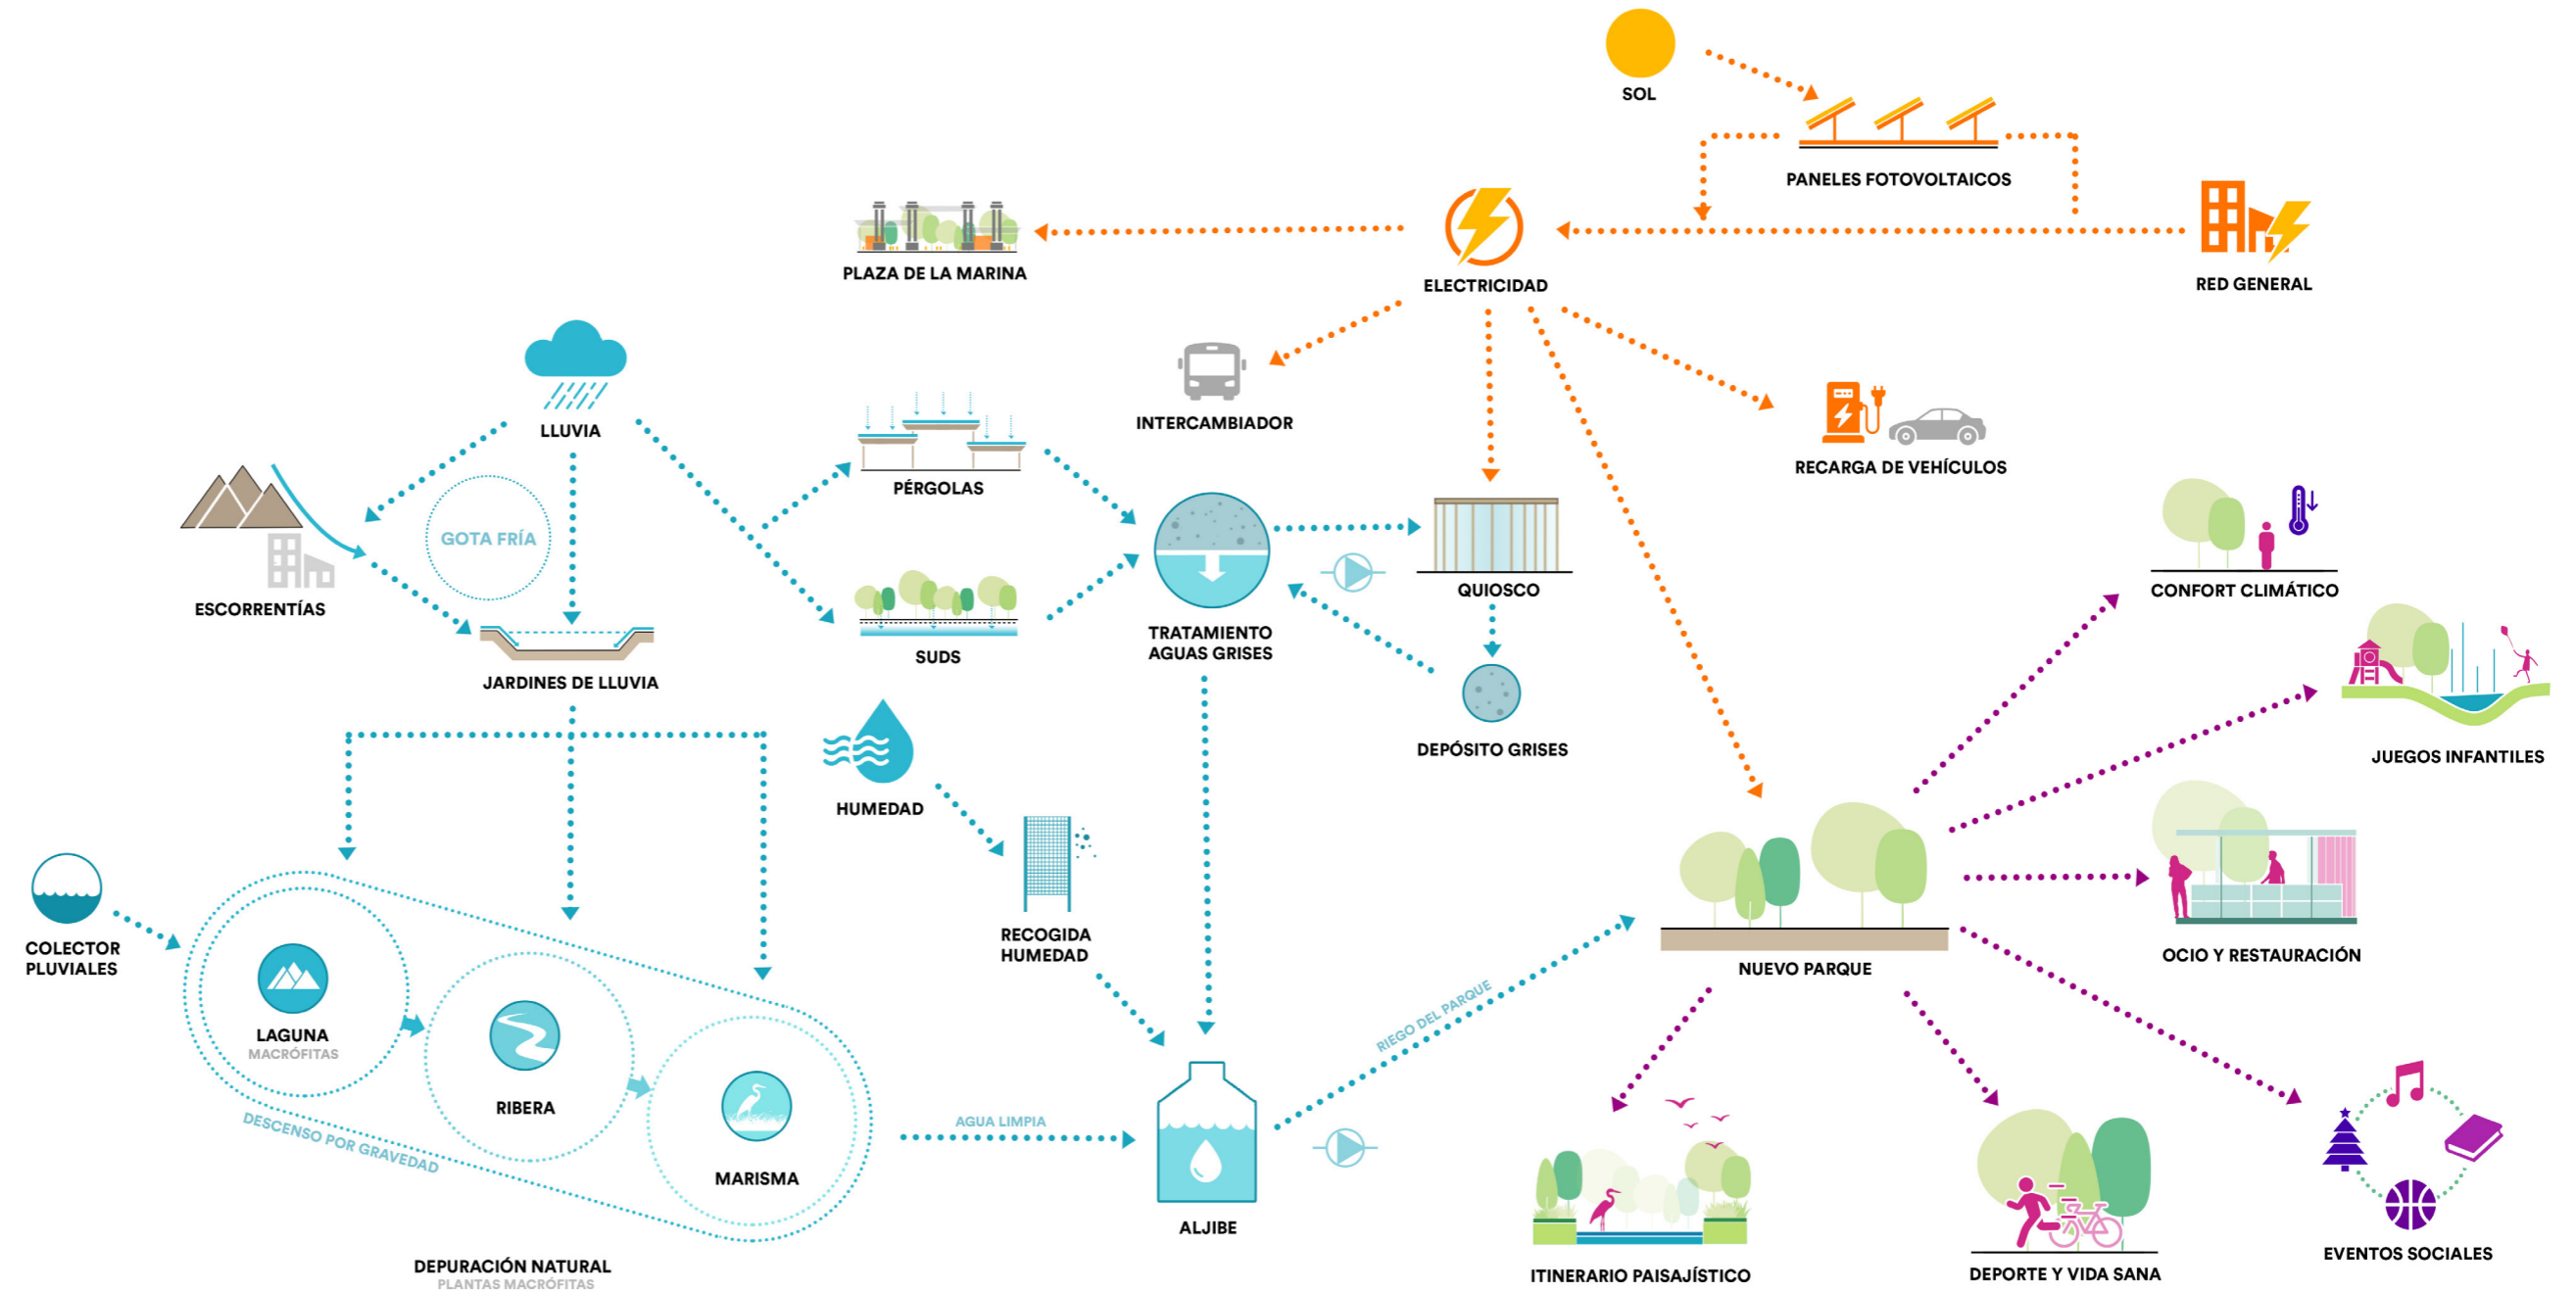 SOL
PANELES FOTOVOLTAICOS
PLAZA DE LA MARINA
ELECTRICIDAD
RED GENERAL
LLUVIA
INTERCAMBIADOR
RECARGA DE VEHÍCULOS
PÉRGOLAS
GOTA FRÍA
ESCORRENTÍAS
QUIOSCO
CONFORT CLIMÁTICO
TRATAMIENTO
AGUAS GRISES
SUDS
JARDINES DE LLUVIA
DEPÓSITO GRISES
JUEGOS INFANTILES
HUMEDAD
COLECTOR
PLUVIALES
RECOGIDA
HUMEDAD
OCIO Y RESTAURACIÓN
NUEVO PARQUE
RIEGO DEL PARQUE
LAGUNA
MACRÓFITAS
RIBERA
MARISMA
DESCENSO POR GRAVEDAD
AGUA LIMPIA
ALJIBE
DEPURACIÓN NATURAL
PLANTAS MACRÓFITAS
ITINERARIO PAISAJÍSTICO
DEPORTE Y VIDA SANA
EVENTOS SOCIALES